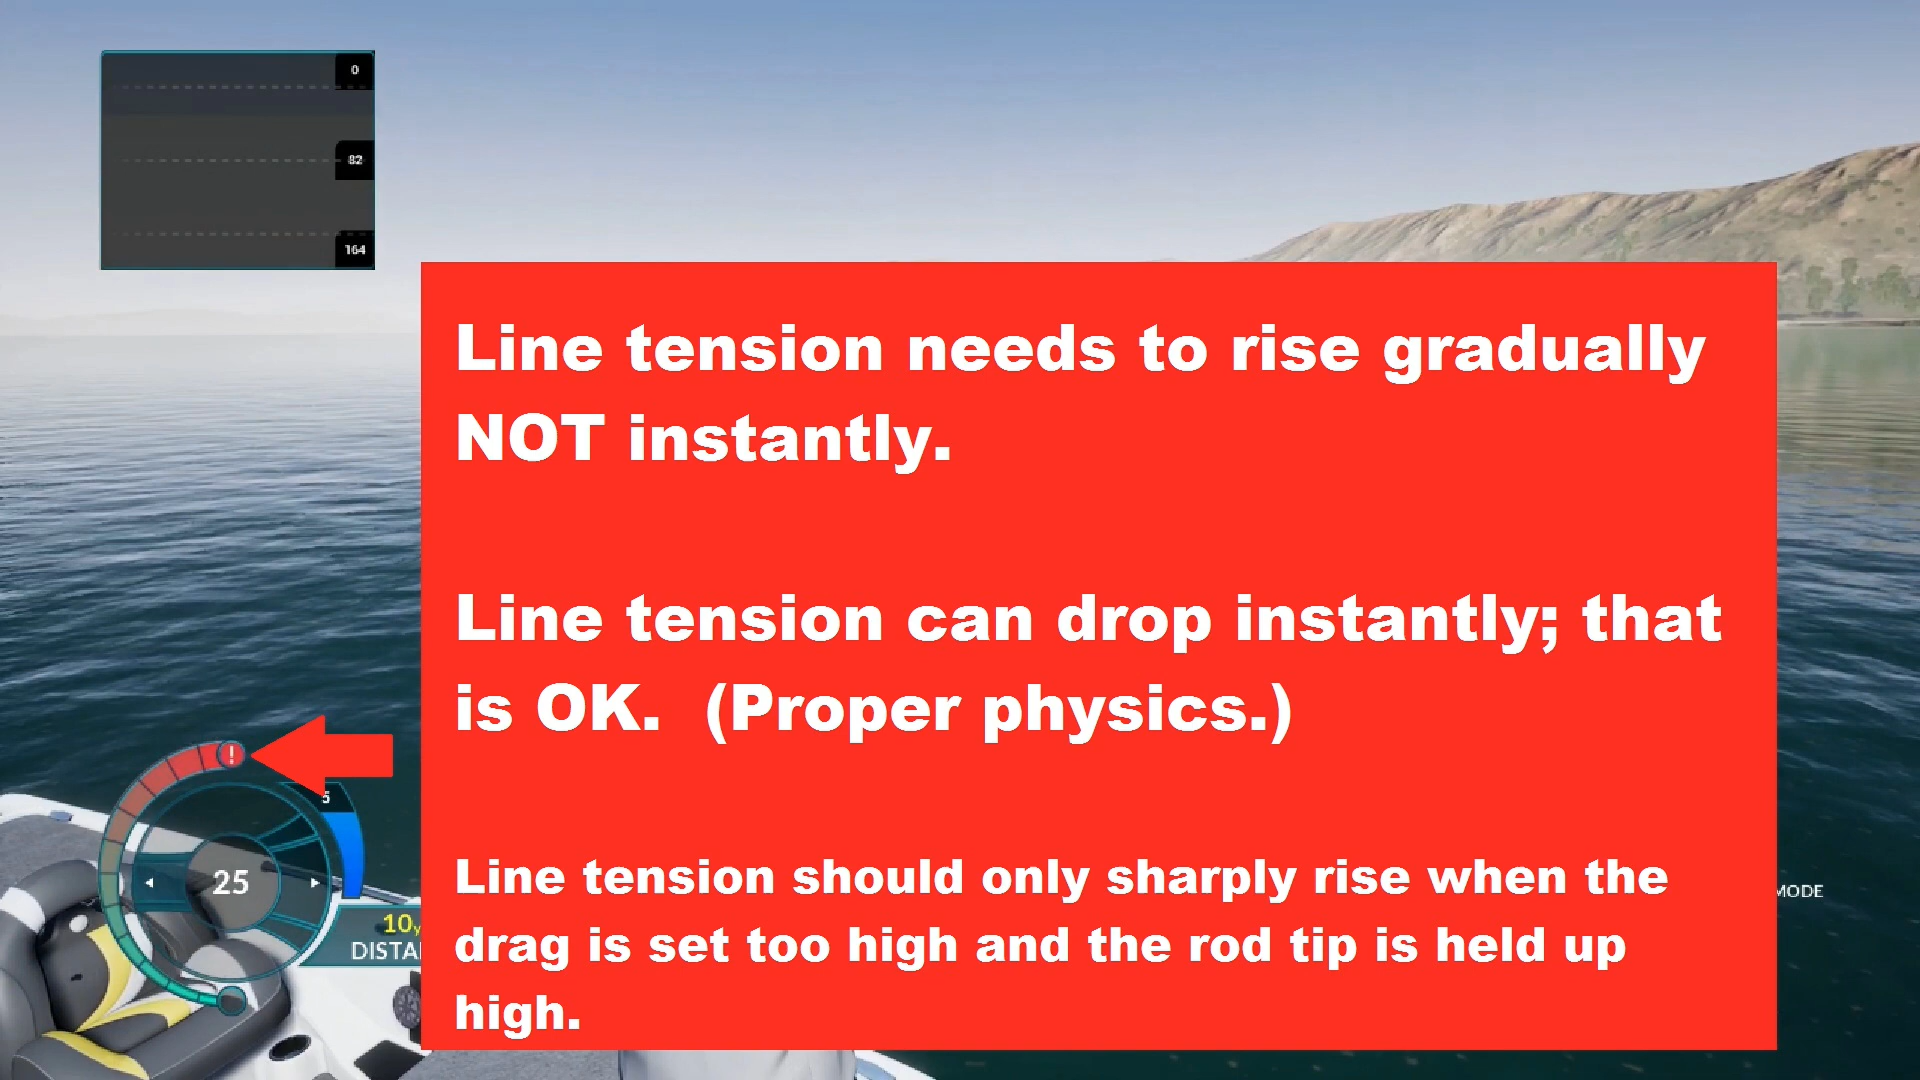 0
82
164
Line tension needs to rise gradually
NOT instantly.
Line tension can drop instantly; that
is OK.  (Proper physics.)
Line tension should only sharply rise when the
drag is set too high and the rod tip is held up
high.
!
5
25
10y
DISTA
MODE